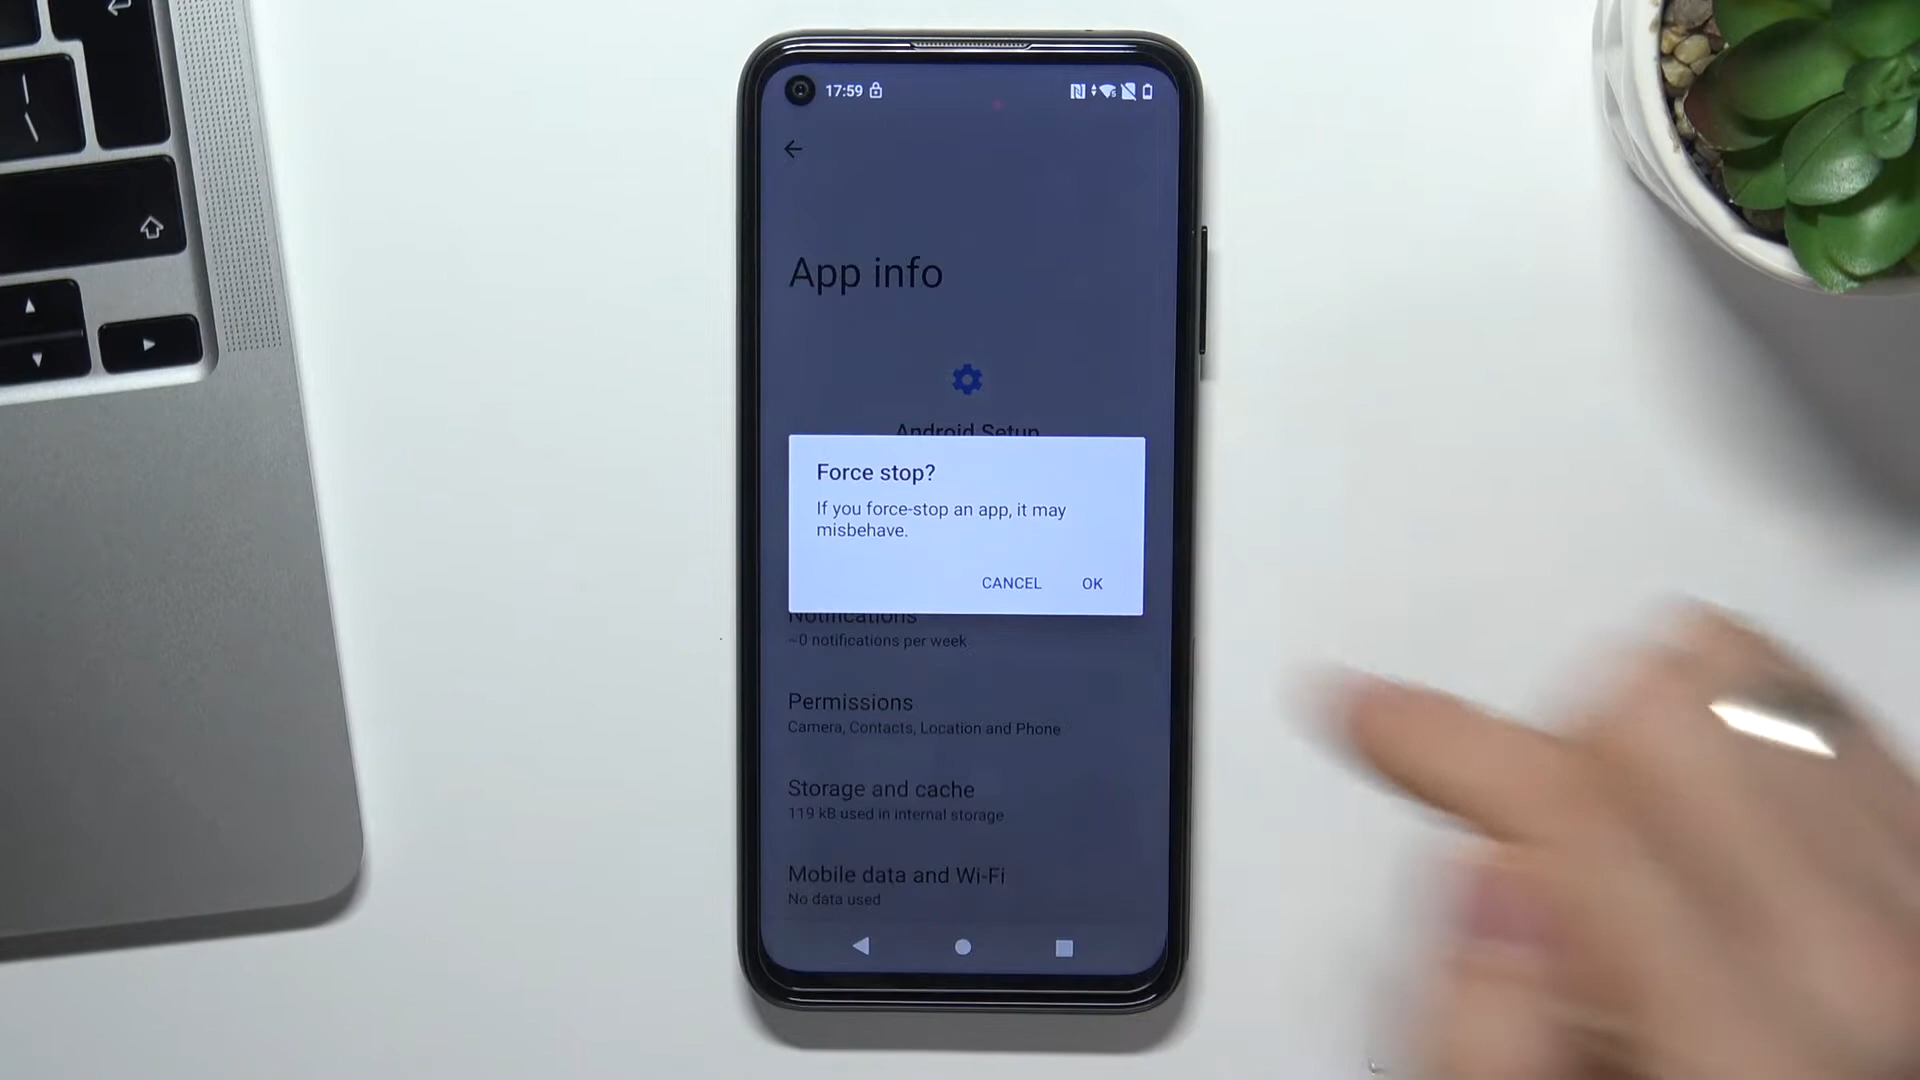 17:59
App info
Android Setup
Force stop?
If you force-stop an app, it may
misbehave.
CANCEL OK
Notifications
~0 notifications per week
Permissions
Camera, Contacts, Location and Phone
Storage and cache
119 kB used in internal storage
Mobile data and Wi-Fi
No data used